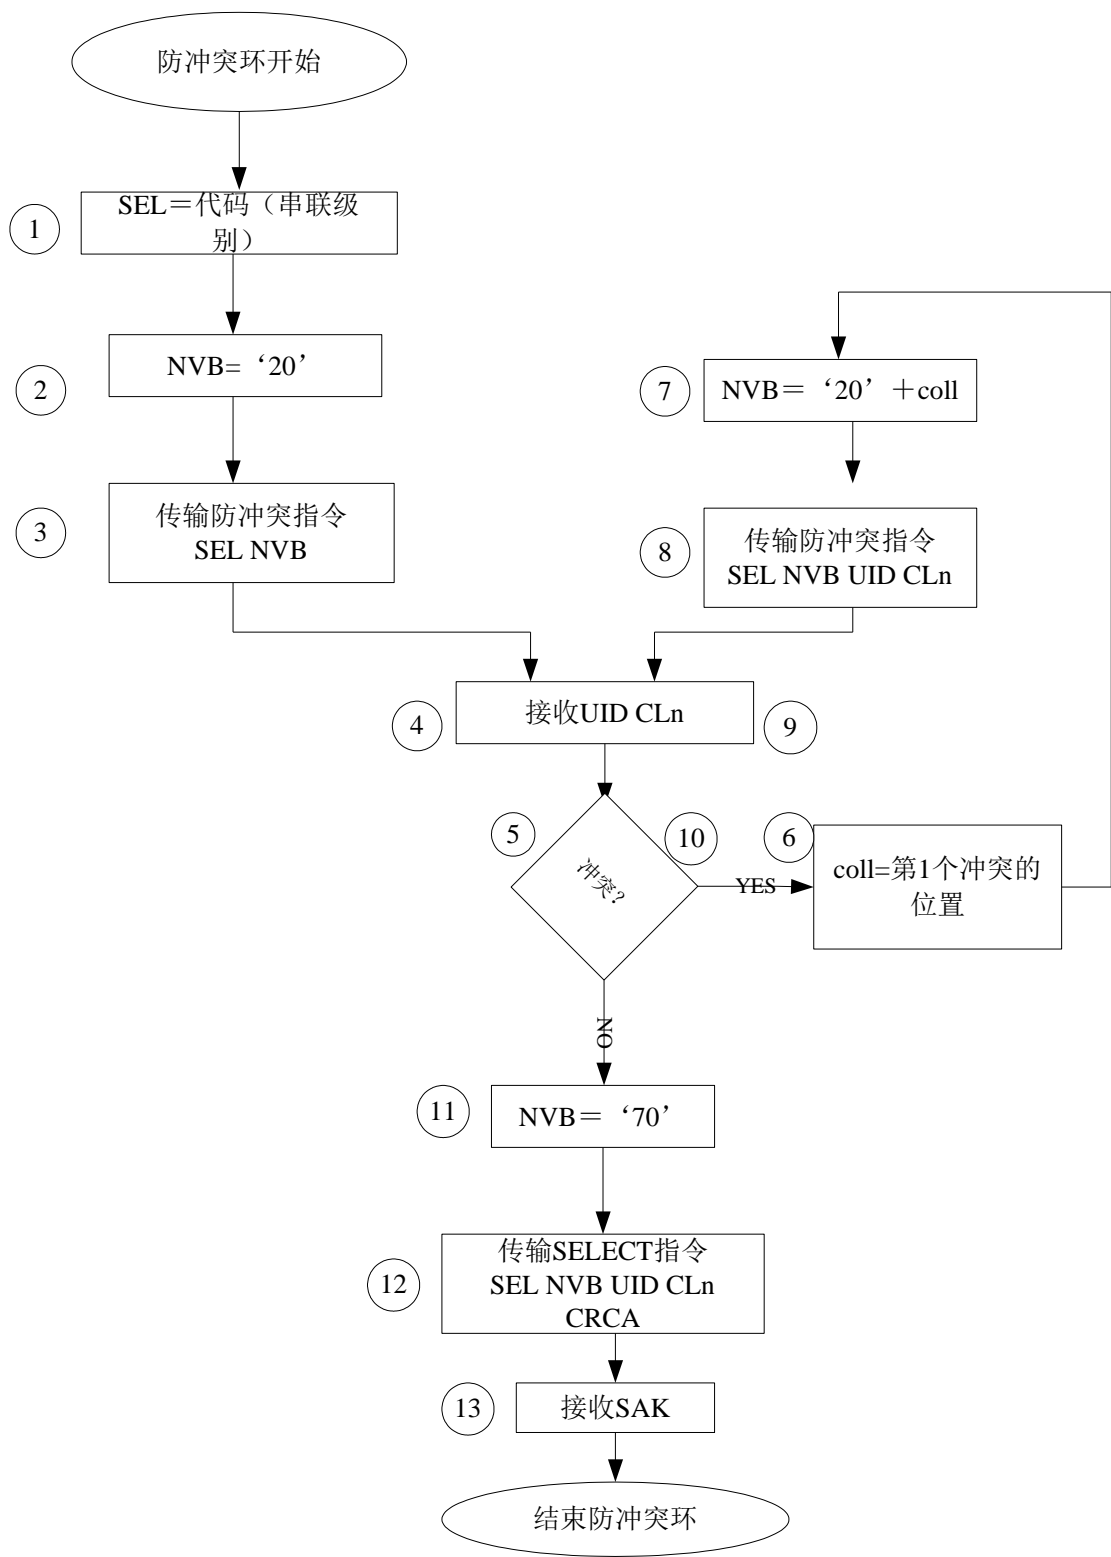 防冲突环开始
1
SEL＝代码（串联级
别）
2
NVB=‘20’
7
NVB＝‘20’＋coll
3
传输防冲突指令
SEL NVB
8
传输防冲突指令
SEL NVB UID CLn
4
接收UID CLn
9
5
10
冲突?
YES
6
coll=第1个冲突的
位置
NO
11
NVB＝‘70’
12
传输SELECT指令
SEL NVB UID CLn
CRCA
13
接收SAK
结束防冲突环